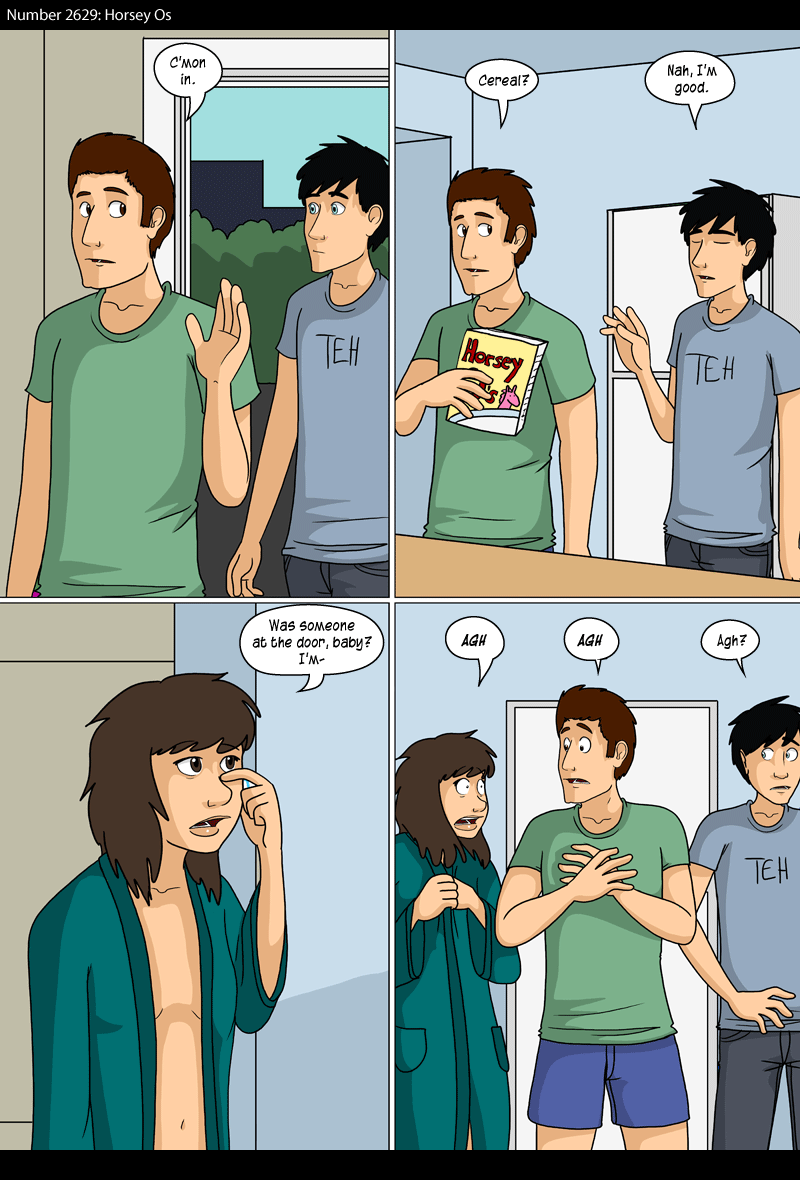 Number 2629: Horsey Os
C'mon
in.
TEH
Cereal?
Nah, I'm
good.
Horsey
TEH
Was someone
at the door, baby?
I'm-
AGH
AGH
Agh?
TEH